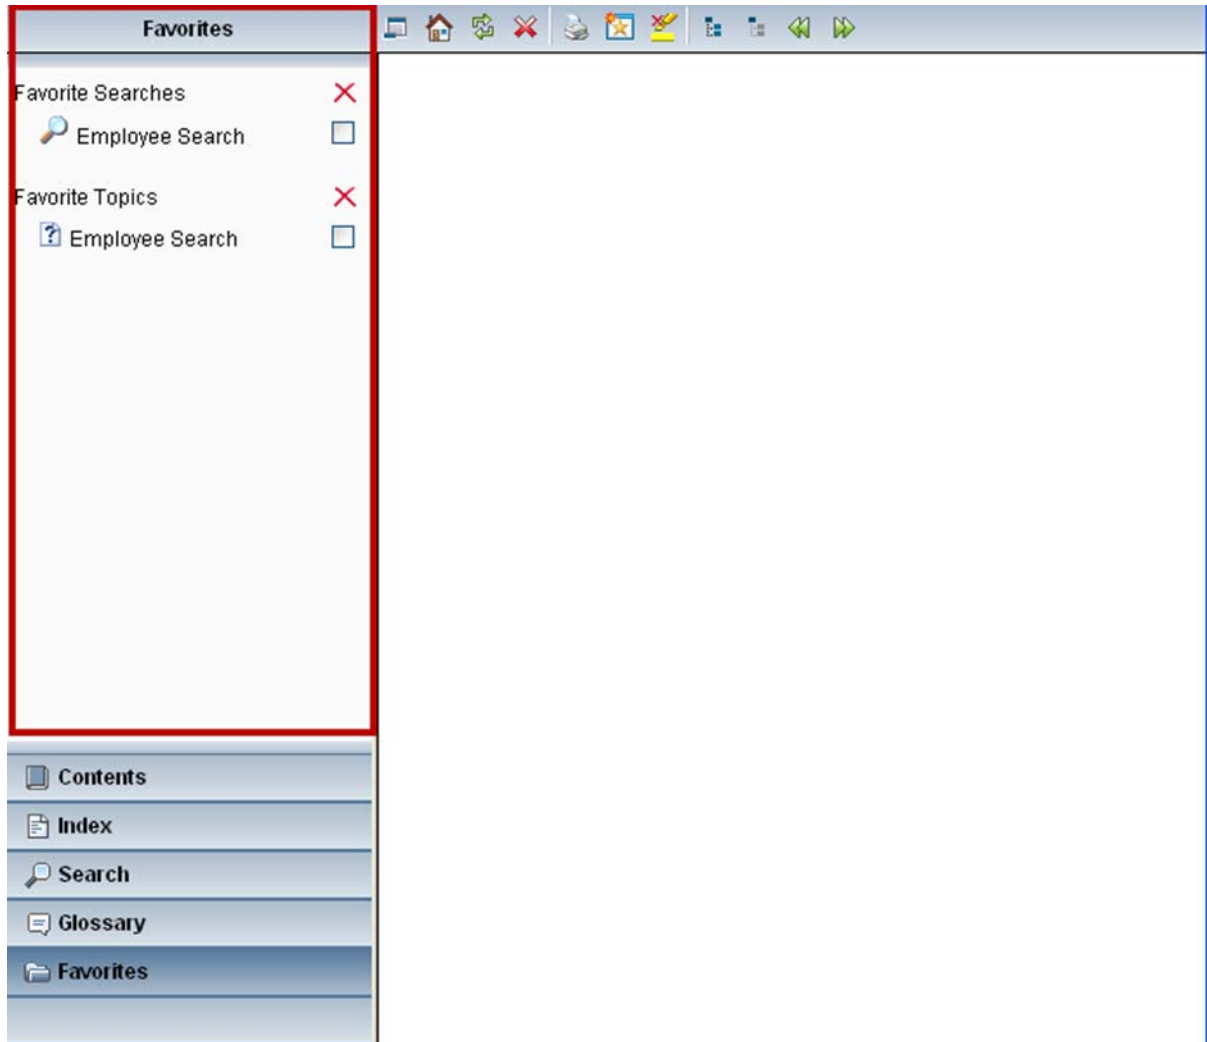 Favorites
Favorite Searches
Employee Search
Favorite Topics
Employee Search
Contents
Index
Search
Glossary
Favorites